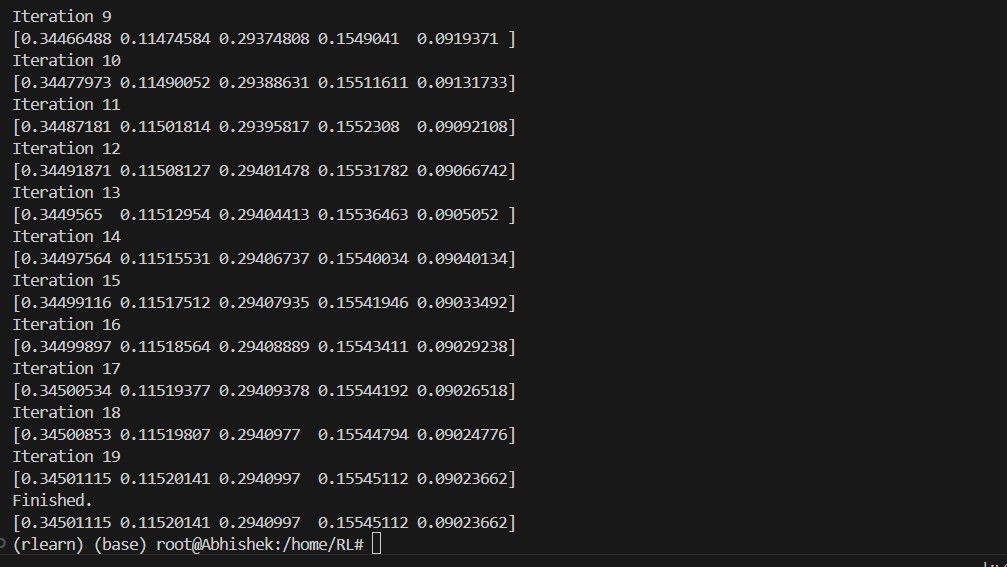 Iteration 9
[0.34466488 0.11474584 0.29374808 0.1549041  0.0919371 ]
Iteration 10
[0.34477973 0.11490052 0.29388631 0.15511611 0.09131733]
Iteration 11
[0.34487181 0.11501814 0.29395817 0.1552308  0.09092108]
Iteration 12
[0.34491871 0.11508127 0.29401478 0.15531782 0.09066742]
Iteration 13
[0.3449565  0.11512954 0.29404413 0.15536463 0.0905052 ]
Iteration 14
[0.34497564 0.11515531 0.29406737 0.15540034 0.09040134]
Iteration 15
[0.34499116 0.11517512 0.29407935 0.15541946 0.09033492]
Iteration 16
[0.34499897 0.11518564 0.29408889 0.15543411 0.09029238]
Iteration 17
[0.34500534 0.11519377 0.29409378 0.15544192 0.09026518]
Iteration 18
[0.34500853 0.11519807 0.2940977  0.15544794 0.09024776]
Iteration 19
[0.34501115 0.11520141 0.2940997  0.15545112 0.09023662]
Finished.
[0.34501115 0.11520141 0.2940997  0.15545112 0.09023662]
(rlearn) (base) root@Abhishek:/home/RL#